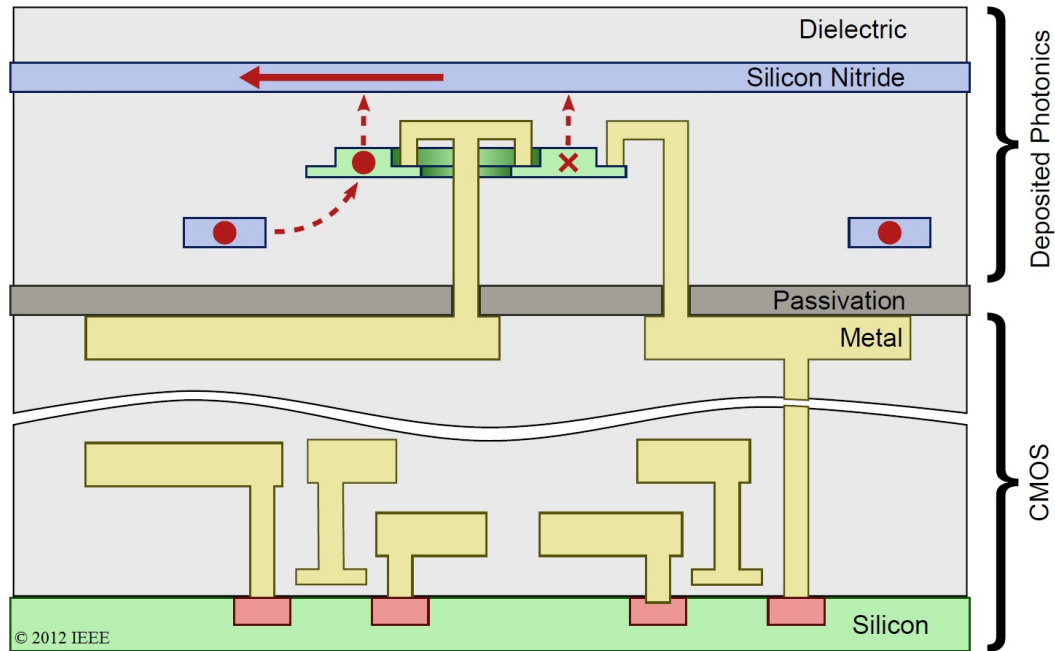 Dielectric
Silicon Nitride
Deposited Photonics
Passivation
Metal
CMOS
Silicon
© 2012 IEEE